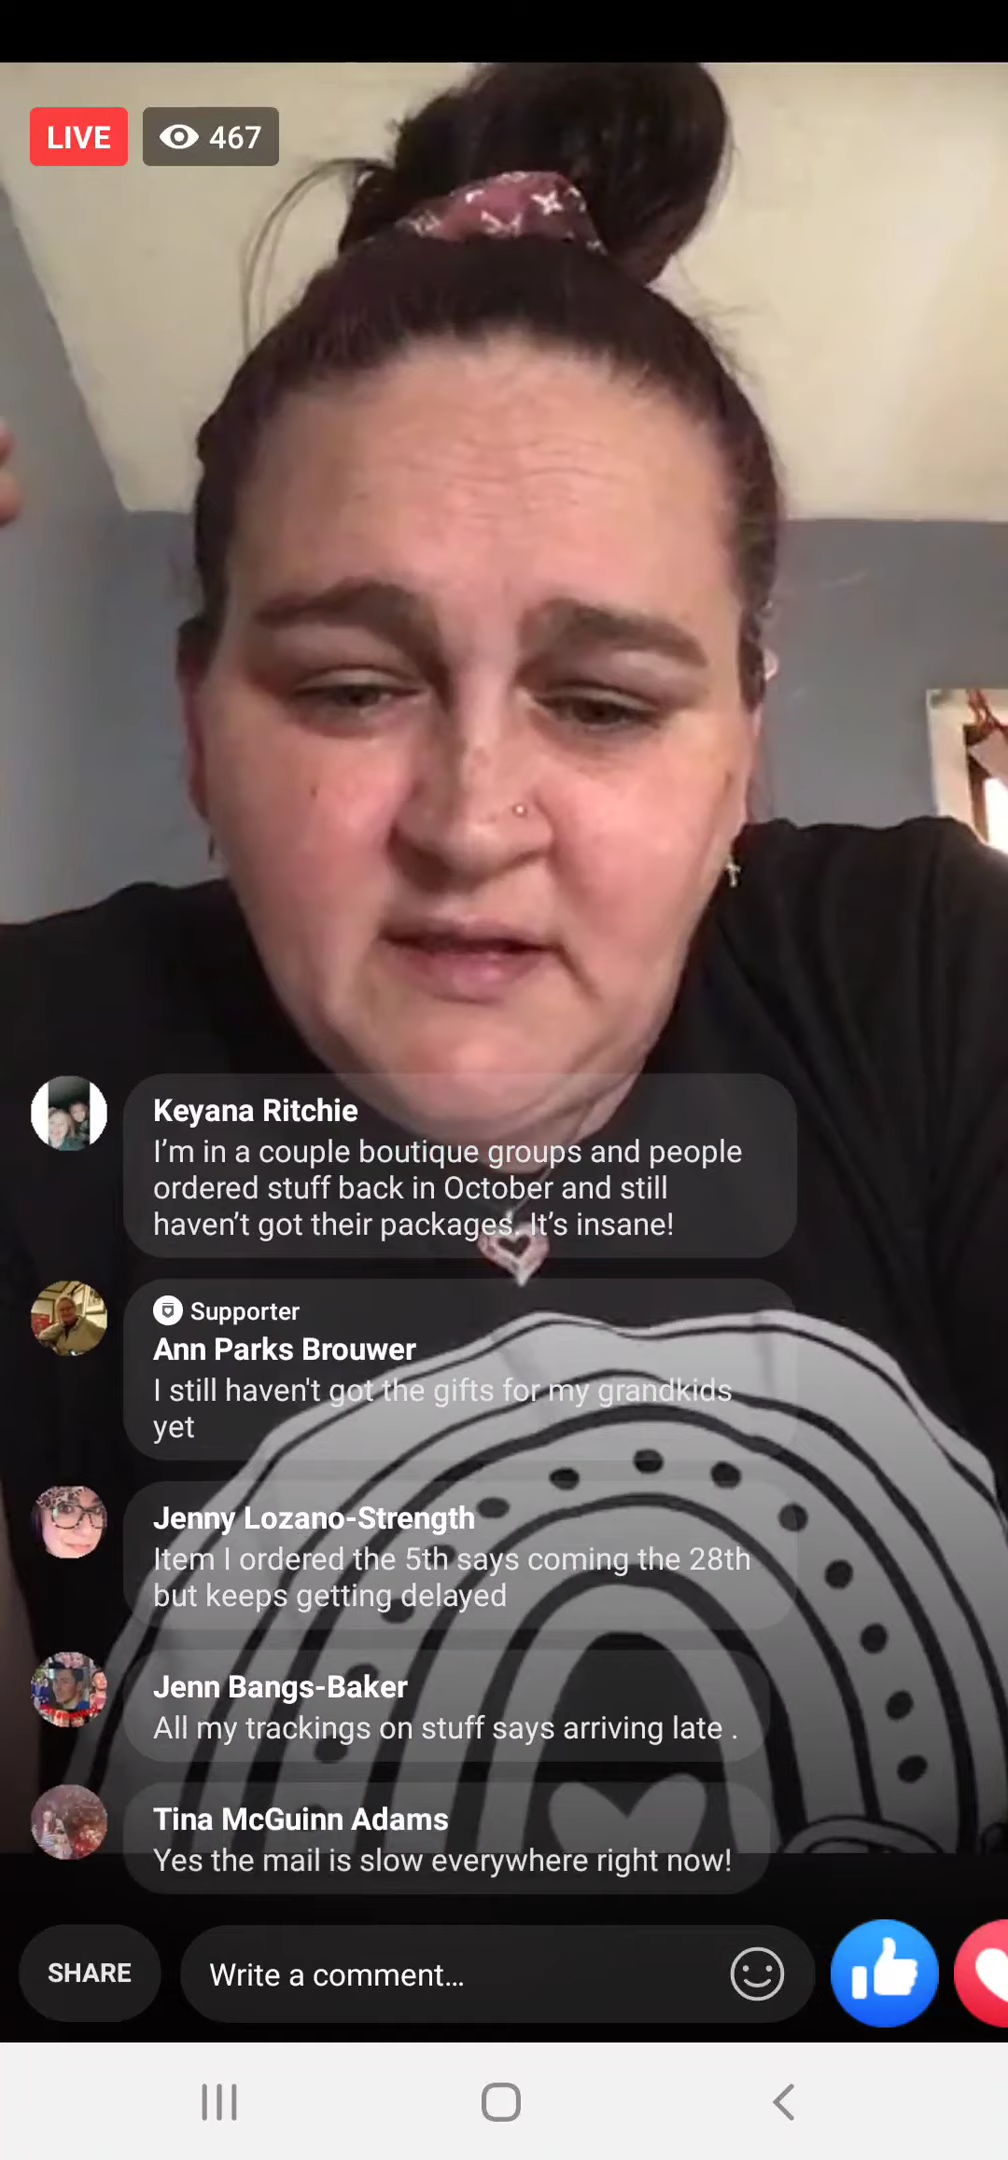 LIVE 467
Keyana Ritchie
I’m in a couple boutique groups and people
ordered stuff back in October and still
haven’t got their packages. It’s insane!
Supporter
Ann Parks Brouwer
I still haven't got the gifts for my grandkids
yet
Jenny Lozano-Strength
Item I ordered the 5th says coming the 28th
but keeps getting delayed
Jenn Bangs-Baker
All my trackings on stuff says arriving late .
Tina McGuinn Adams
Yes the mail is slow everywhere right now!
SHARE
Write a comment…